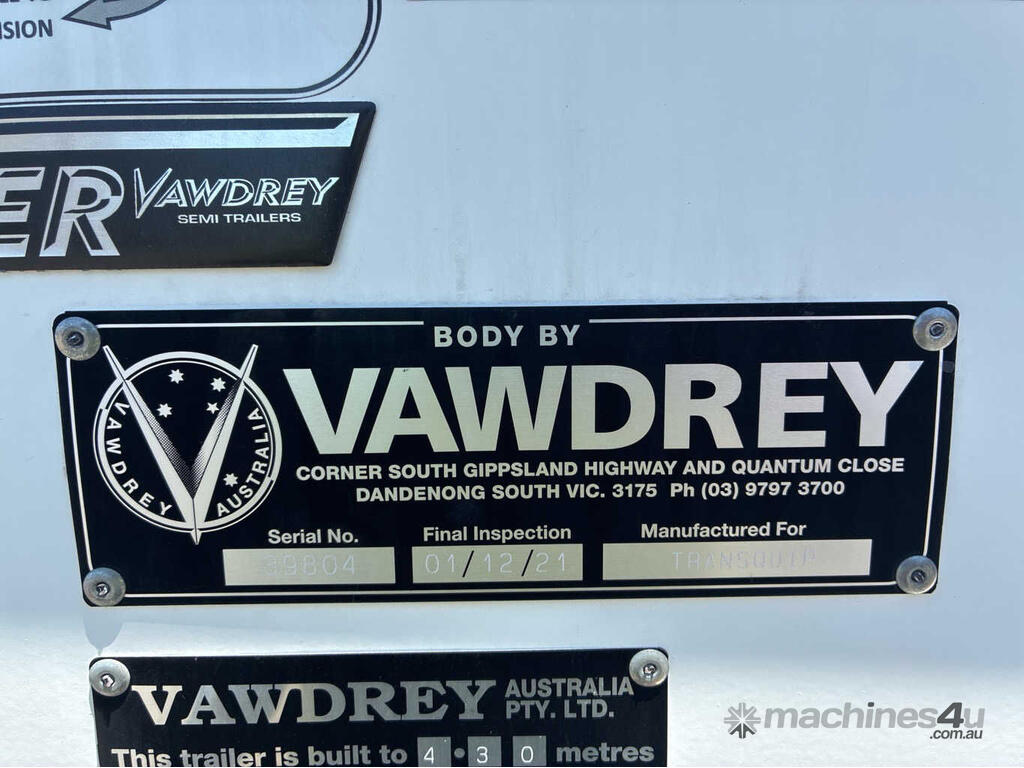 ISION
ER VAWDREY
SEMI TRAILERS
BODY BY
VAWDREY
VAWDREY AUSTRALIA
CORNER SOUTH GIPPSLAND HIGHWAY AND QUANTUM CLOSE
DANDENONG SOUTH VIC. 3175 Ph (03) 9797 3700
Serial No. Final Inspection Manufactured For
39804 01/12/21
VAWDREY AUSTRALIA
PTY. LTD.
This trailer is built to 4.30 metres
machines4u
.com.au